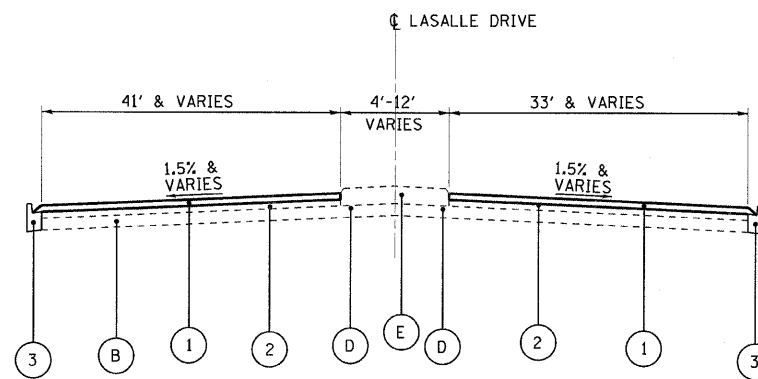 ℄ LASALLE DRIVE
41' & VARIES
4'-12'
VARIES
33' & VARIES
1.5% &
VARIES
1.5% &
VARIES
3
B
1
2
D
E
D
2
1
3